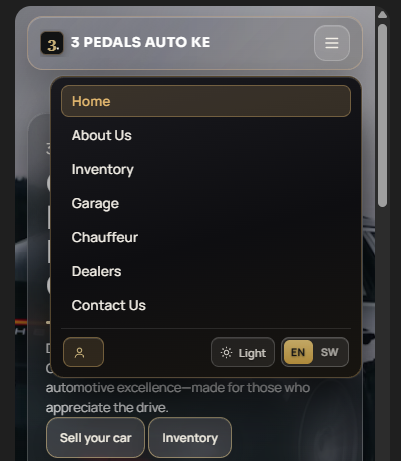 3. 3 PEDALS AUTO KE
Home
About Us
Inventory
Garage
Chauffeur
Dealers
Contact Us
Light EN SW
automotive excellence—made for those who
appreciate the drive.
Sell your car Inventory